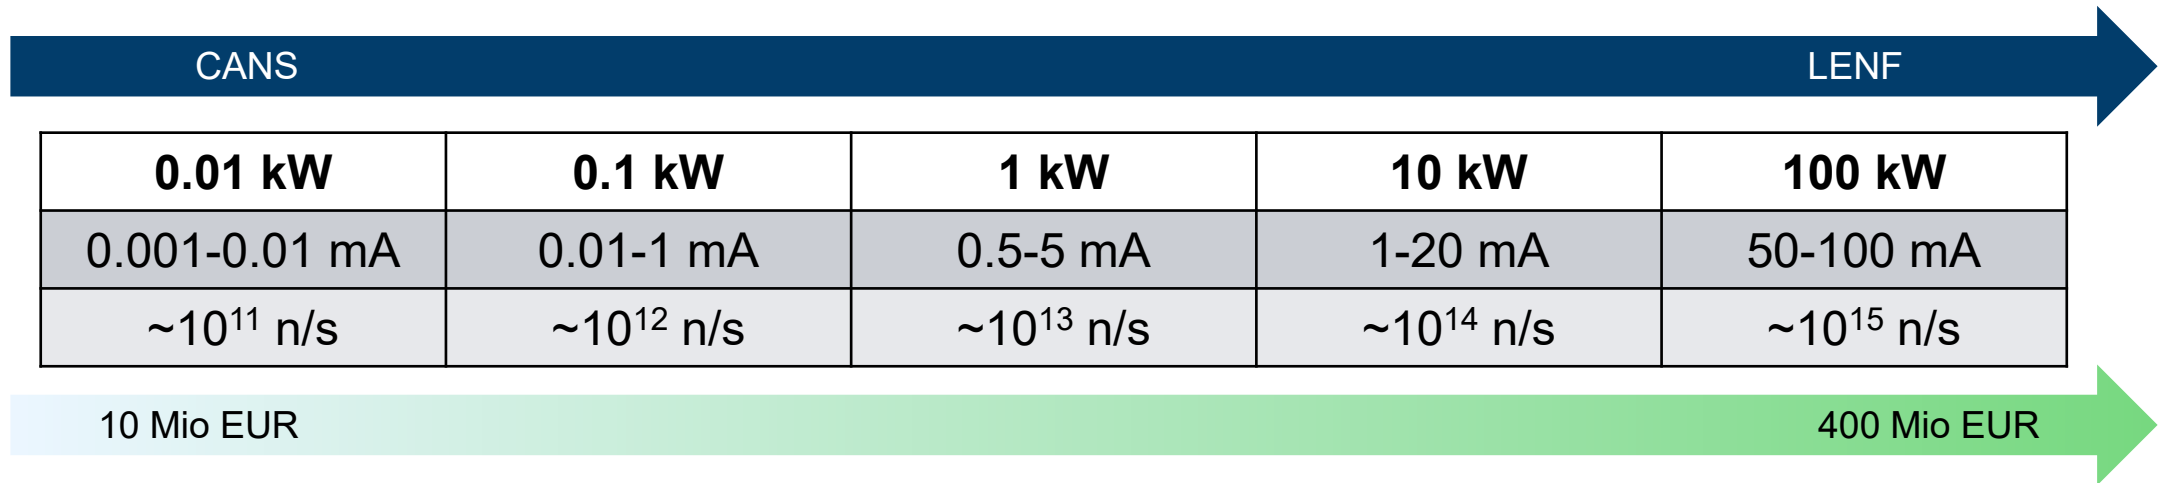 CANS LENF
0.01 kW 0.1 kW 1 kW 10 kW 100 kW
0.001-0.01 mA 0.01-1 mA 0.5-5 mA 1-20 mA 50-100 mA
~10¹¹ n/s ~10¹² n/s ~10¹³ n/s ~10¹⁴ n/s ~10¹⁵ n/s
10 Mio EUR 400 Mio EUR